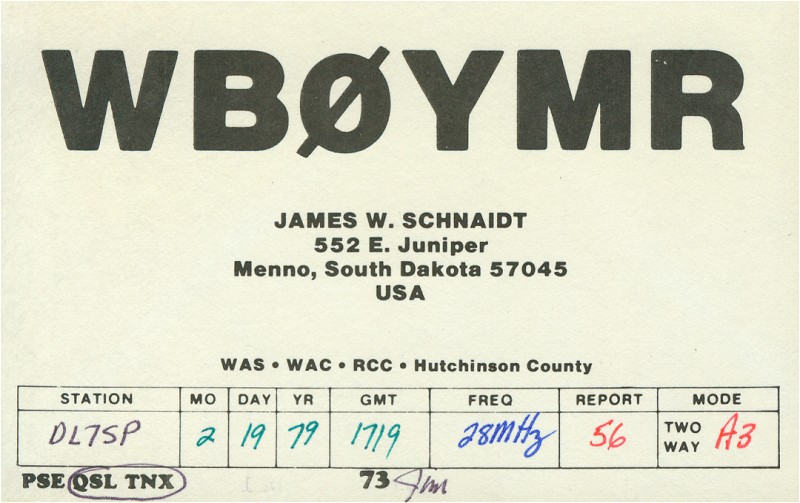 WBØYMR
JAMES W. SCHNAIDT
552 E. Juniper
Menno, South Dakota 57045
USA
WAS • WAC • RCC • Hutchinson County
STATION MO DAY YR GMT FREQ REPORT MODE
DL7SP 2 19 79 1719 28MHz 56 TWO WAY A3
PSE QSL TNX 73 Jim